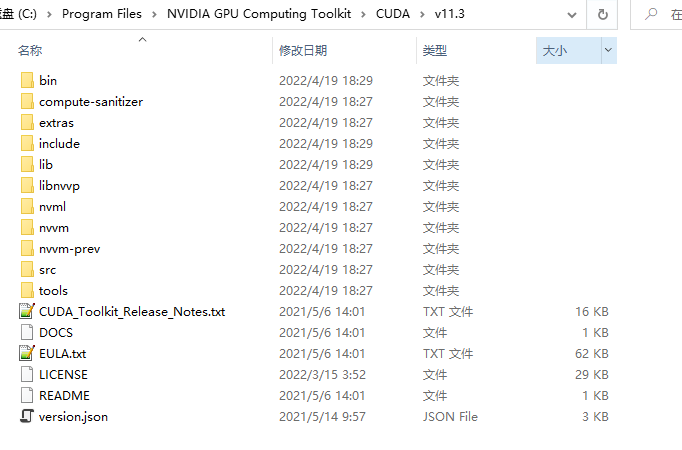 盘 (C:) › Program Files › NVIDIA GPU Computing Toolkit › CUDA › v11.3 在
名称 修改日期 类型 大小
bin 2022/4/19 18:29 文件夹
compute-sanitizer 2022/4/19 18:27 文件夹
extras 2022/4/19 18:27 文件夹
include 2022/4/19 18:29 文件夹
lib 2022/4/19 18:29 文件夹
libnvvp 2022/4/19 18:27 文件夹
nvml 2022/4/19 18:27 文件夹
nvvm 2022/4/19 18:27 文件夹
nvvm-prev 2022/4/19 18:27 文件夹
src 2022/4/19 18:27 文件夹
tools 2022/4/19 18:27 文件夹
CUDA_Toolkit_Release_Notes.txt 2021/5/6 14:01 TXT 文件 16 KB
DOCS 2021/5/6 14:01 文件 1 KB
EULA.txt 2021/5/6 14:01 TXT 文件 62 KB
LICENSE 2022/3/15 3:52 文件 29 KB
README 2021/5/6 14:01 文件 1 KB
version.json 2021/5/14 9:57 JSON File 3 KB